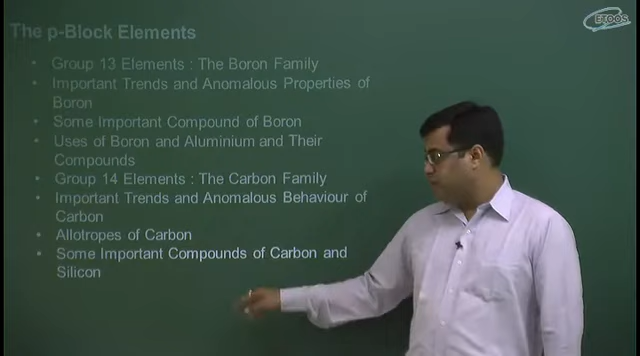 ETOOS
The p-Block Elements
• Group 13 Elements : The Boron Family
• Important Trends and Anomalous Properties of
Boron
• Some Important Compound of Boron
• Uses of Boron and Aluminium and Their
Compounds
• Group 14 Elements : The Carbon Family
• Important Trends and Anomalous Behaviour of
Carbon
• Allotropes of Carbon
• Some Important Compounds of Carbon and
Silicon